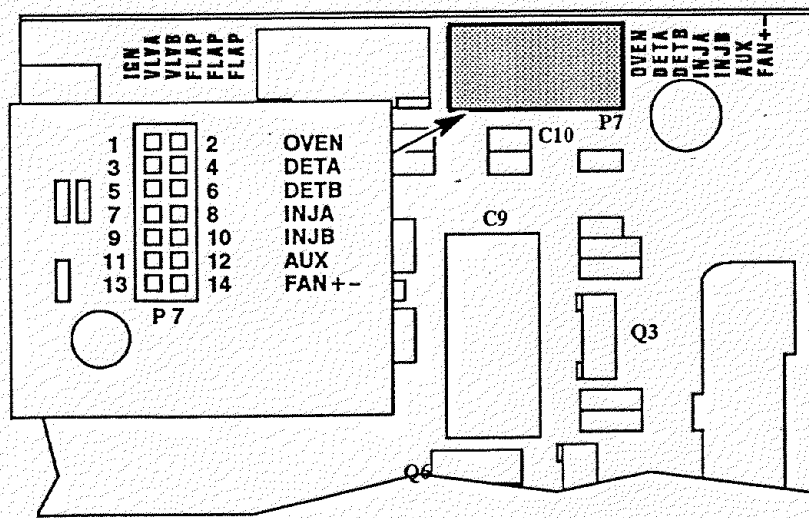 IGN
VLVA
VLVB
FLAP
FLAP
FLAP
OVEN
DETA
DETB
INJA
INJB
AUX
FAN+-
P7
C10
1 2 OVEN
3 4 DETA
5 6 DETB
7 8 INJA
9 10 INJB
11 12 AUX
13 14 FAN+-
P 7
C9
Q3
Q6